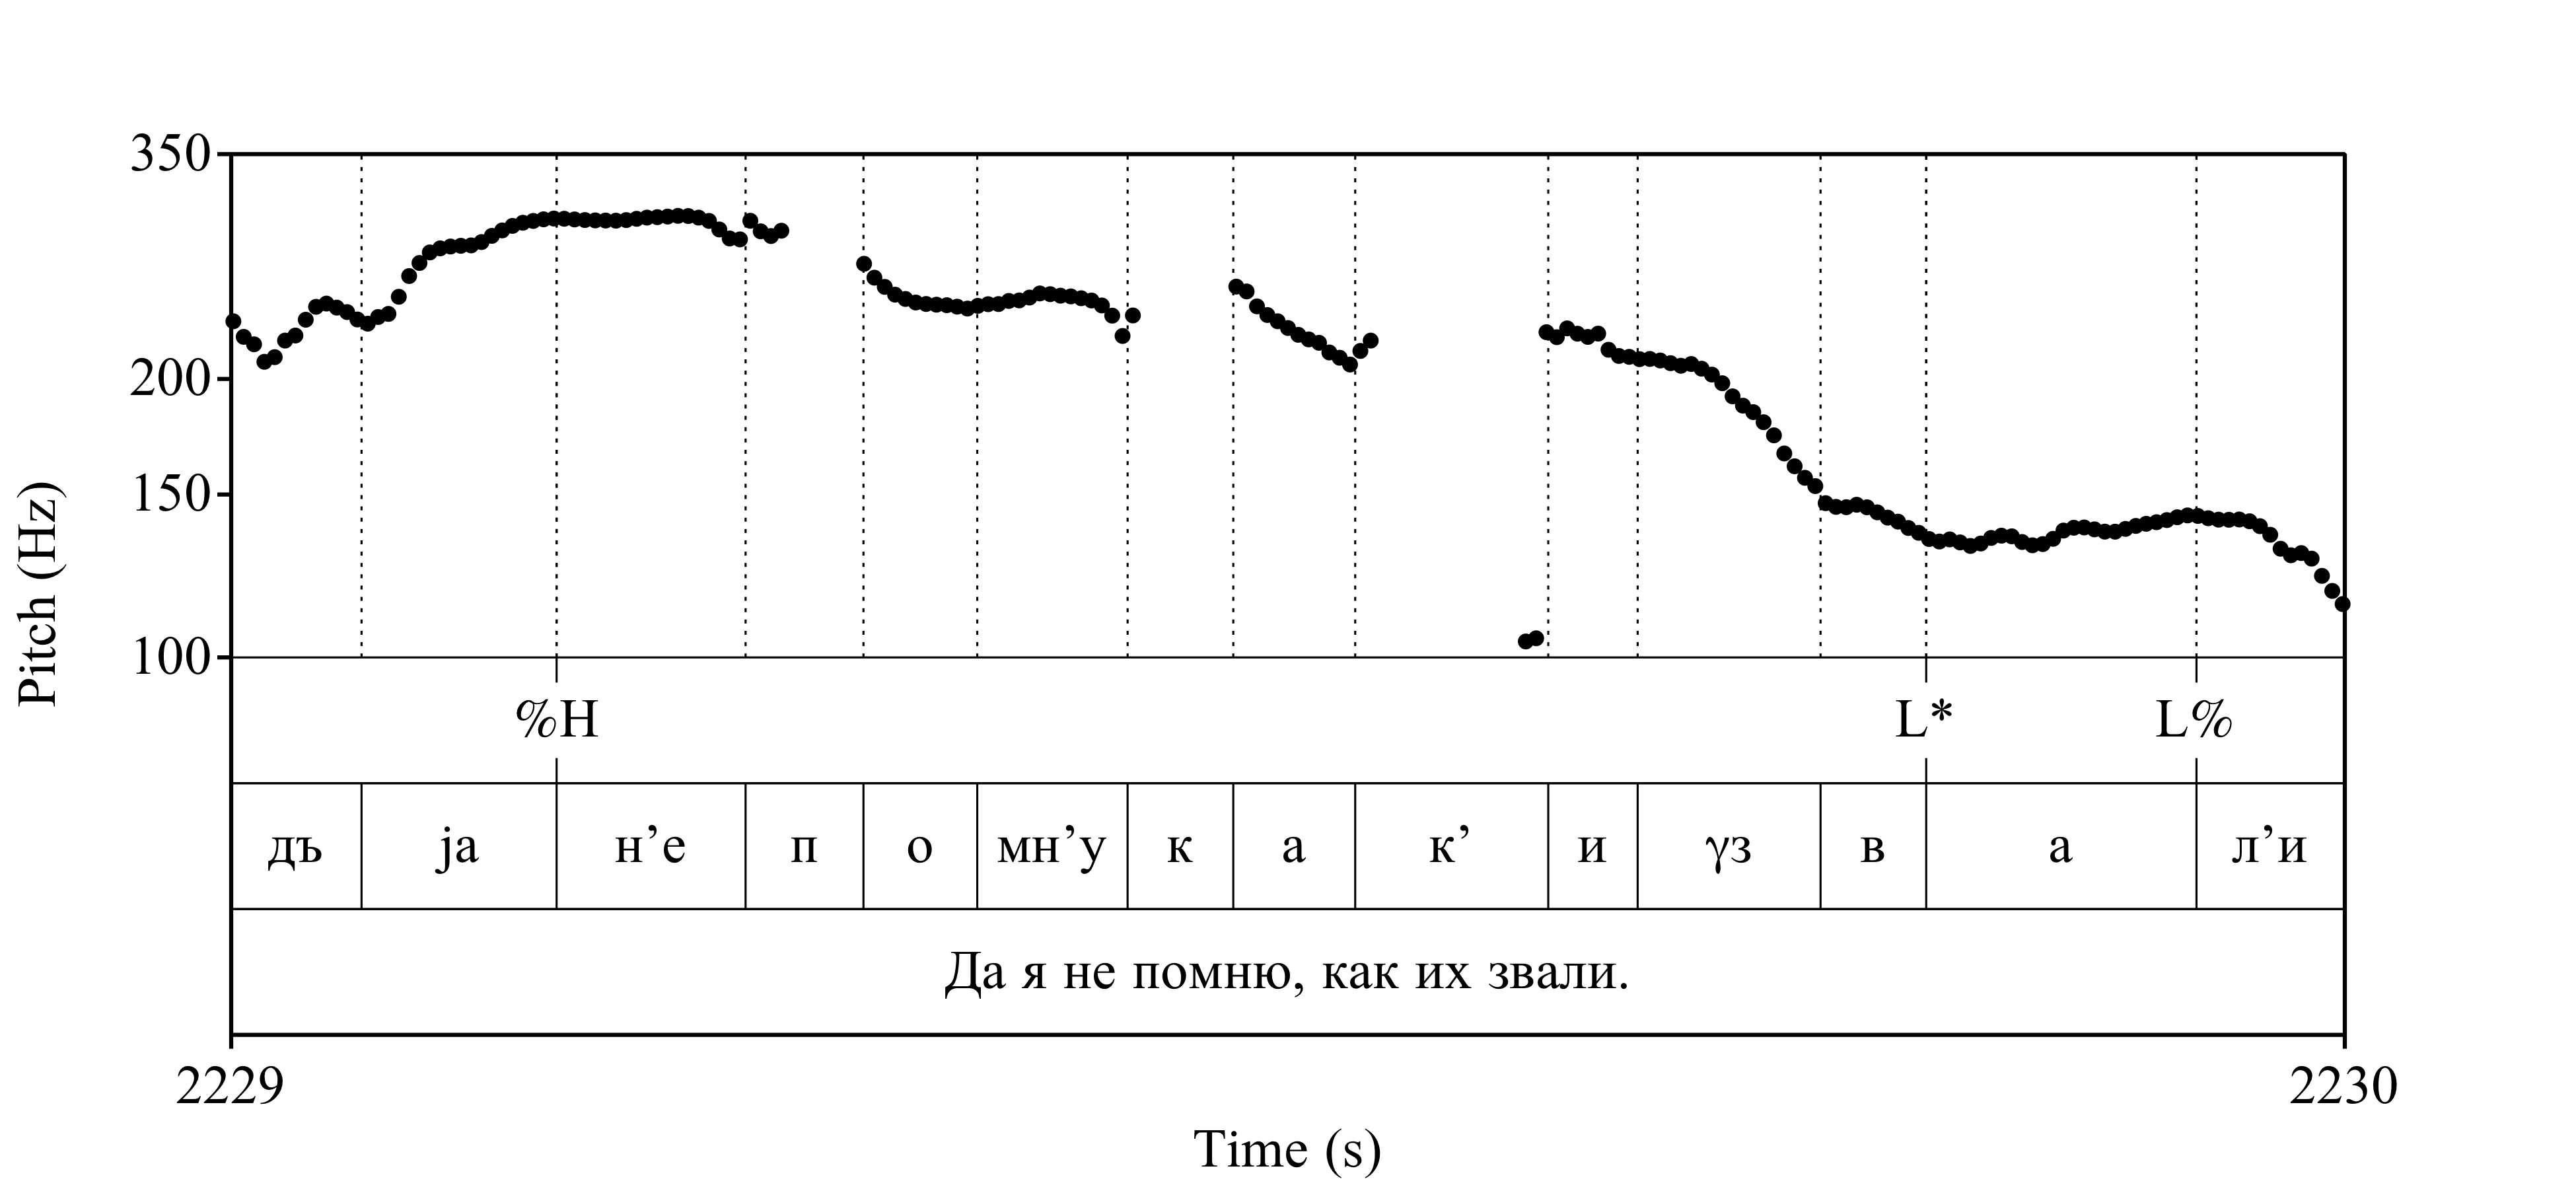 350
200
150
100
Pitch (Hz)
%H L* L%
дъ ја н’е п о мн’у к а к’ и γз в а л’и
Да я не помню, как их звали.
2229 2230
Time (s)